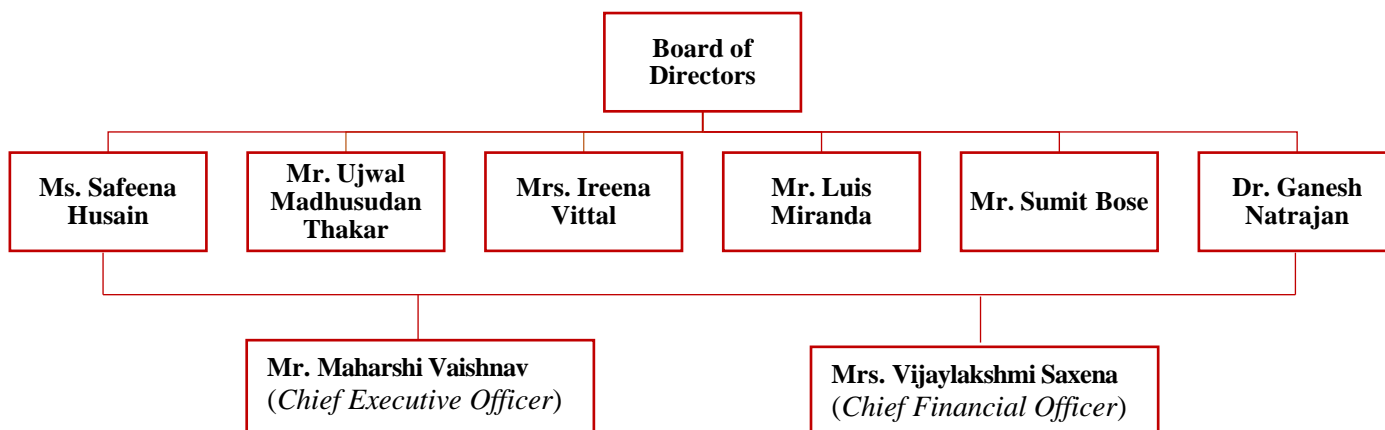 Board of
Directors
Ms. Safeena
Husain
Mr. Ujwal
Madhusudan
Thakar
Mrs. Ireena
Vittal
Mr. Luis
Miranda
Mr. Sumit Bose
Dr. Ganesh
Natrajan
Mr. Maharshi Vaishnav
(Chief Executive Officer)
Mrs. Vijaylakshmi Saxena
(Chief Financial Officer)